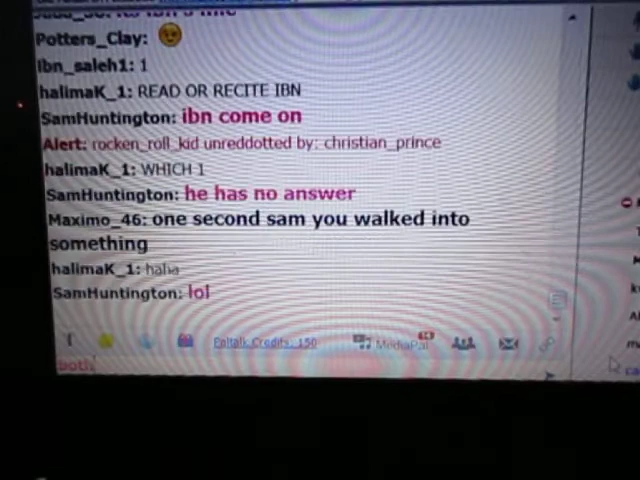 Potters_Clay:
Ibn_saleh1: 1
halimaK_1: READ OR RECITE IBN
SamHuntington: ibn come on
Alert: rocken_roll_kid unreddotted by: christian_prince
halimaK_1: WHICH 1
SamHuntington: he has no answer
Maximo_46: one second sam you walked into
something
halimaK_1: haha
SamHuntington: lol
Paltalk Credits: 150 MediaPal
both